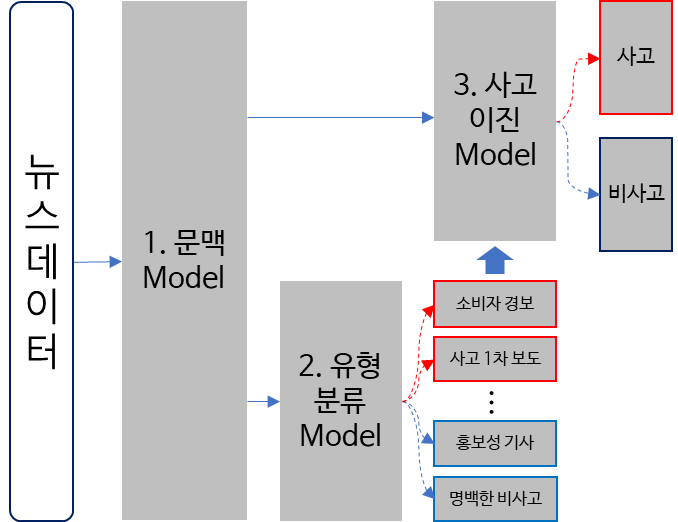 뉴스데이터
1. 문맥
Model
2. 유형
분류
Model
3. 사고
이진
Model
사고
비사고
소비자 경보
사고 1차 보도
⋮
홍보성 기사
명백한 비사고